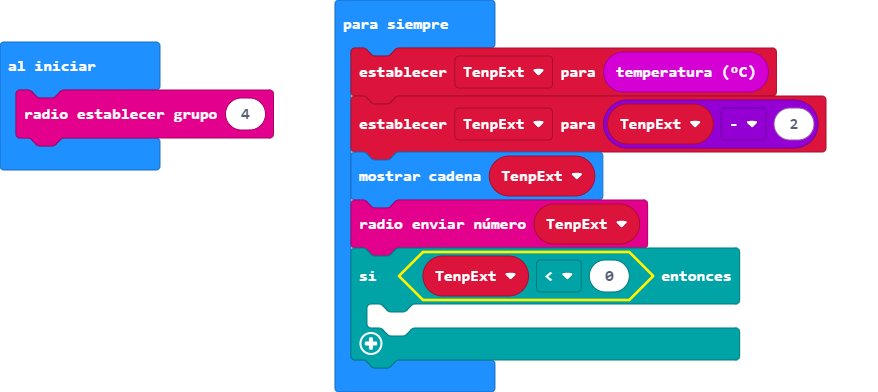 al iniciar
radio establecer grupo 4
para siempre
establecer TenpExt para temperatura (ºC)
establecer TenpExt para TenpExt - 2
mostrar cadena TenpExt
radio enviar número TenpExt
si TenpExt < 0 entonces